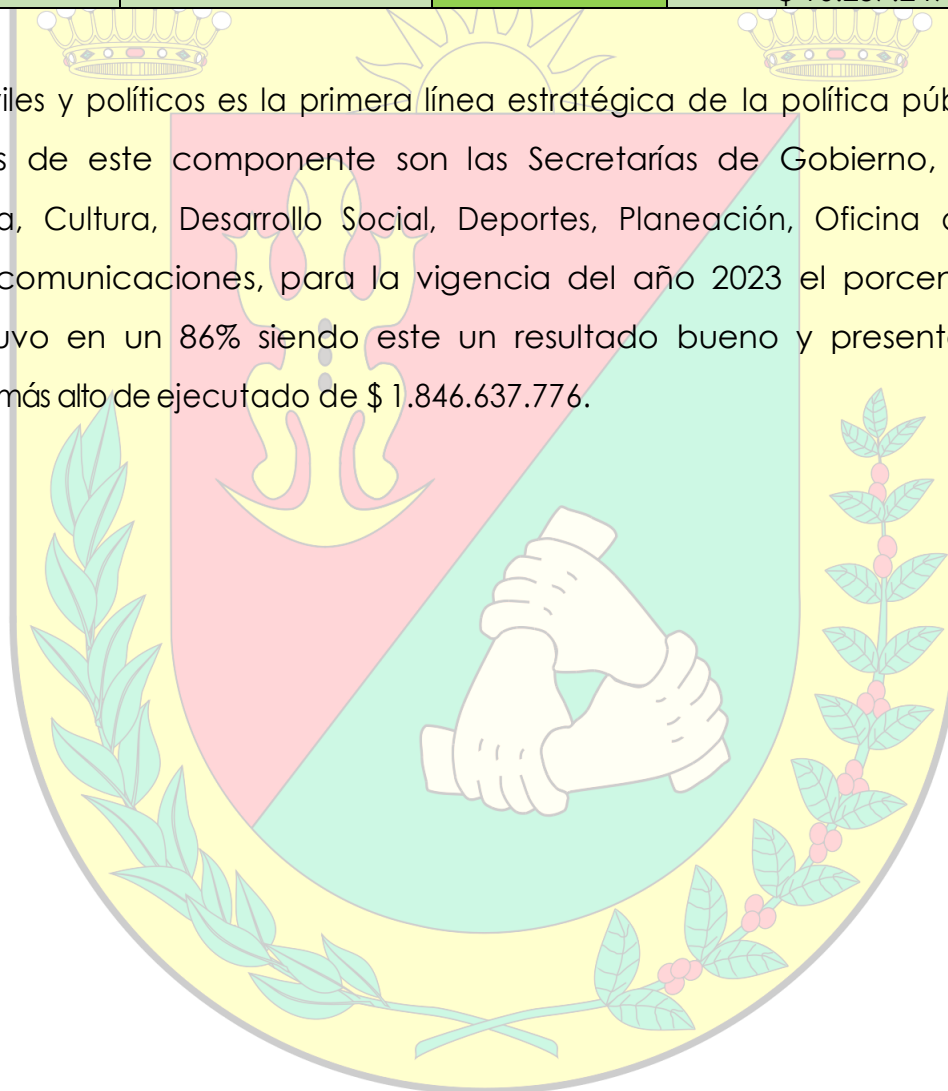 iles y políticos es la primera línea estratégica de la política púb
s de este componente son las Secretarías de Gobierno,
a, Cultura, Desarrollo Social, Deportes, Planeación, Oficina
comunicaciones, para la vigencia del año 2023 el porcen
uvo en un 86% siendo este un resultado bueno y present
más alto de ejecutado de $ 1.846.637.776.